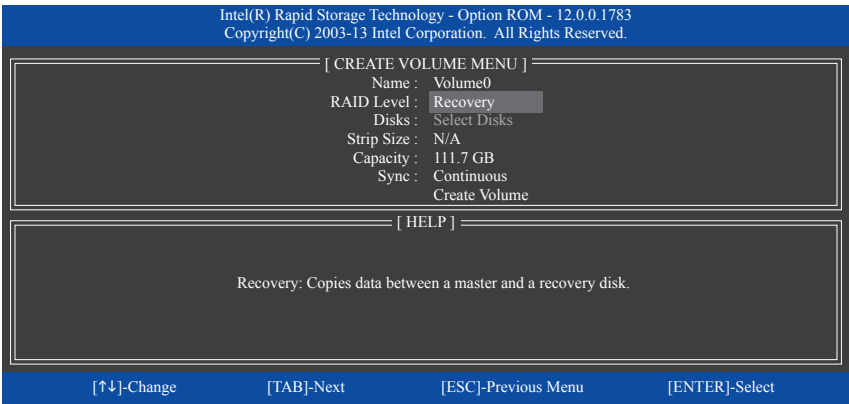 Intel(R) Rapid Storage Technology - Option ROM - 12.0.0.1783
Copyright(C) 2003-13 Intel Corporation. All Rights Reserved.
[ CREATE VOLUME MENU ]
Name : Volume0
RAID Level : Recovery
Disks : Select Disks
Strip Size : N/A
Capacity : 111.7 GB
Sync : Continuous
Create Volume
[ HELP ]
Recovery: Copies data between a master and a recovery disk.
[↑↓]-Change [TAB]-Next [ESC]-Previous Menu [ENTER]-Select